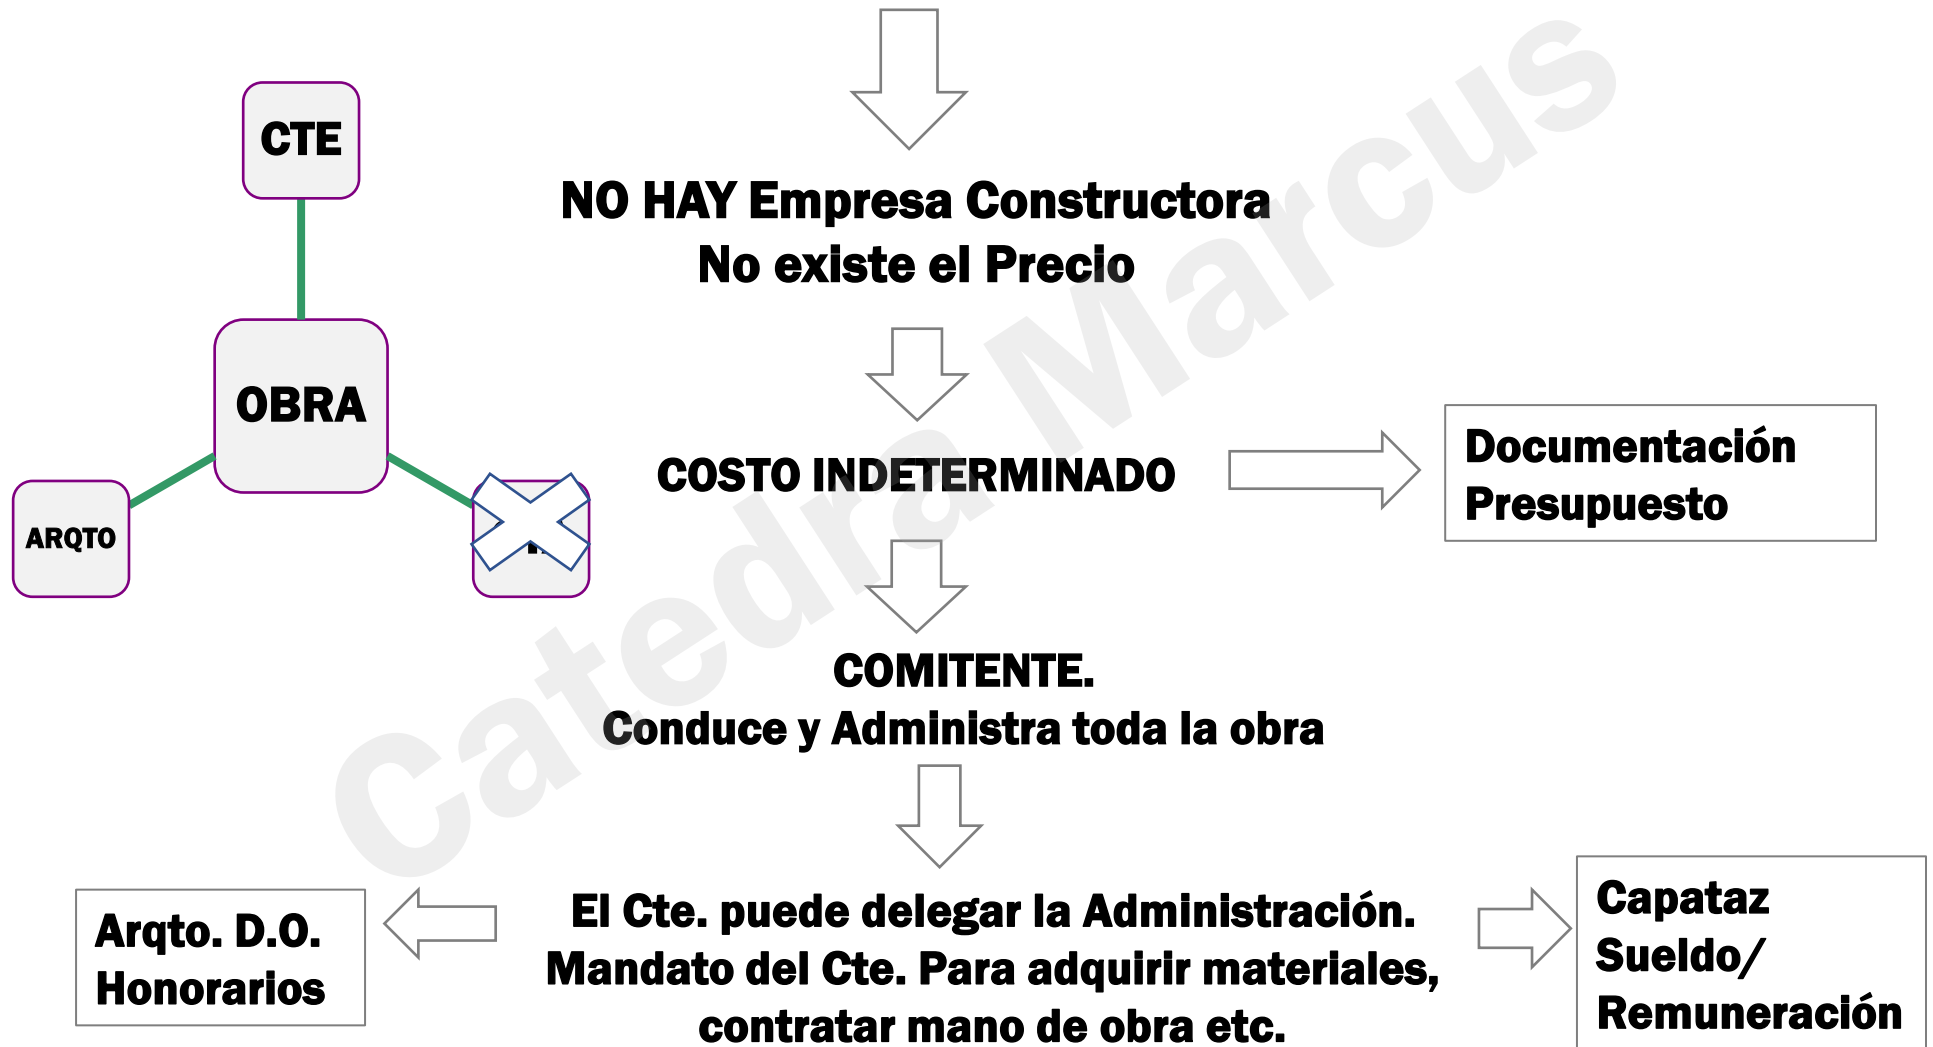 CTE
OBRA
ARQTO
NO HAY Empresa Constructora
No existe el Precio
COSTO INDETERMINADO
Documentación
Presupuesto
COMITENTE.
Conduce y Administra toda la obra
Arqto. D.O.
Honorarios
El Cte. puede delegar la Administración.
Mandato del Cte. Para adquirir materiales,
contratar mano de obra etc.
Capataz
Sueldo/
Remuneración
Catedra Marcus